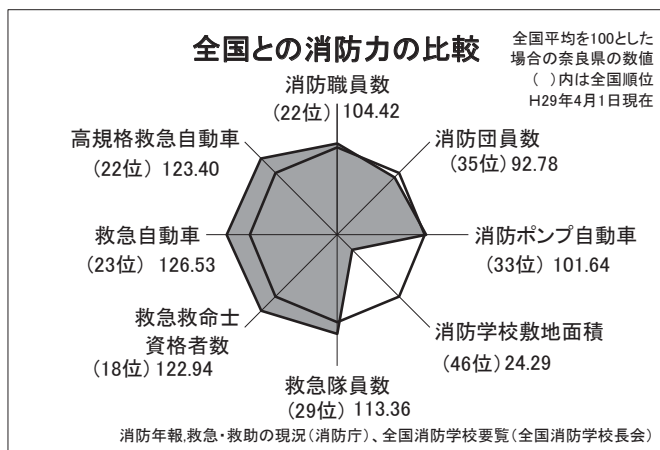 全国との消防力の比較
全国平均を100とした
場合の奈良県の数値
( )内は全国順位
H29年4月1日現在
消防職員数
(22位) 104.42
消防団員数
(35位) 92.78
消防ポンプ自動車
(33位) 101.64
消防学校敷地面積
(46位) 24.29
救急隊員数
(29位) 113.36
救急救命士
資格者数
(18位) 122.94
救急自動車
(23位) 126.53
高規格救急自動車
(22位) 123.40
消防年報,救急・救助の現況(消防庁)、全国消防学校要覧(全国消防学校長会)